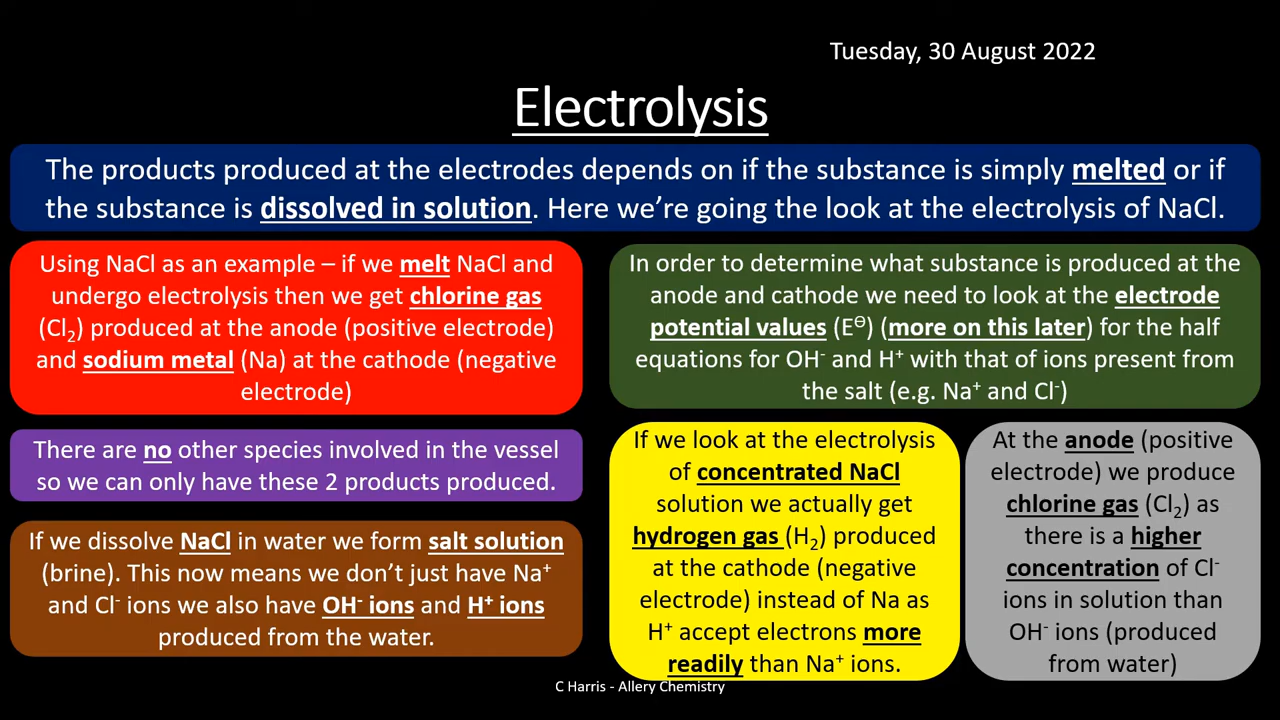 Tuesday, 30 August 2022
Electrolysis
The products produced at the electrodes depends on if the substance is simply melted or if
the substance is dissolved in solution. Here we’re going the look at the electrolysis of NaCl.
Using NaCl as an example – if we melt NaCl and
undergo electrolysis then we get chlorine gas
(Cl₂) produced at the anode (positive electrode)
and sodium metal (Na) at the cathode (negative
electrode)
There are no other species involved in the vessel
so we can only have these 2 products produced.
If we dissolve NaCl in water we form salt solution
(brine). This now means we don’t just have Na⁺
and Cl⁻ ions we also have OH⁻ ions and H⁺ ions
produced from the water.
In order to determine what substance is produced at the
anode and cathode we need to look at the electrode
potential values (Eᶿ) (more on this later) for the half
equations for OH⁻ and H⁺ with that of ions present from
the salt (e.g. Na⁺ and Cl⁻)
If we look at the electrolysis
of concentrated NaCl
solution we actually get
hydrogen gas (H₂) produced
at the cathode (negative
electrode) instead of Na as
H⁺ accept electrons more
readily than Na⁺ ions.
At the anode (positive
electrode) we produce
chlorine gas (Cl₂) as
there is a higher
concentration of Cl⁻
ions in solution than
OH⁻ ions (produced
from water)
C Harris - Allery Chemistry